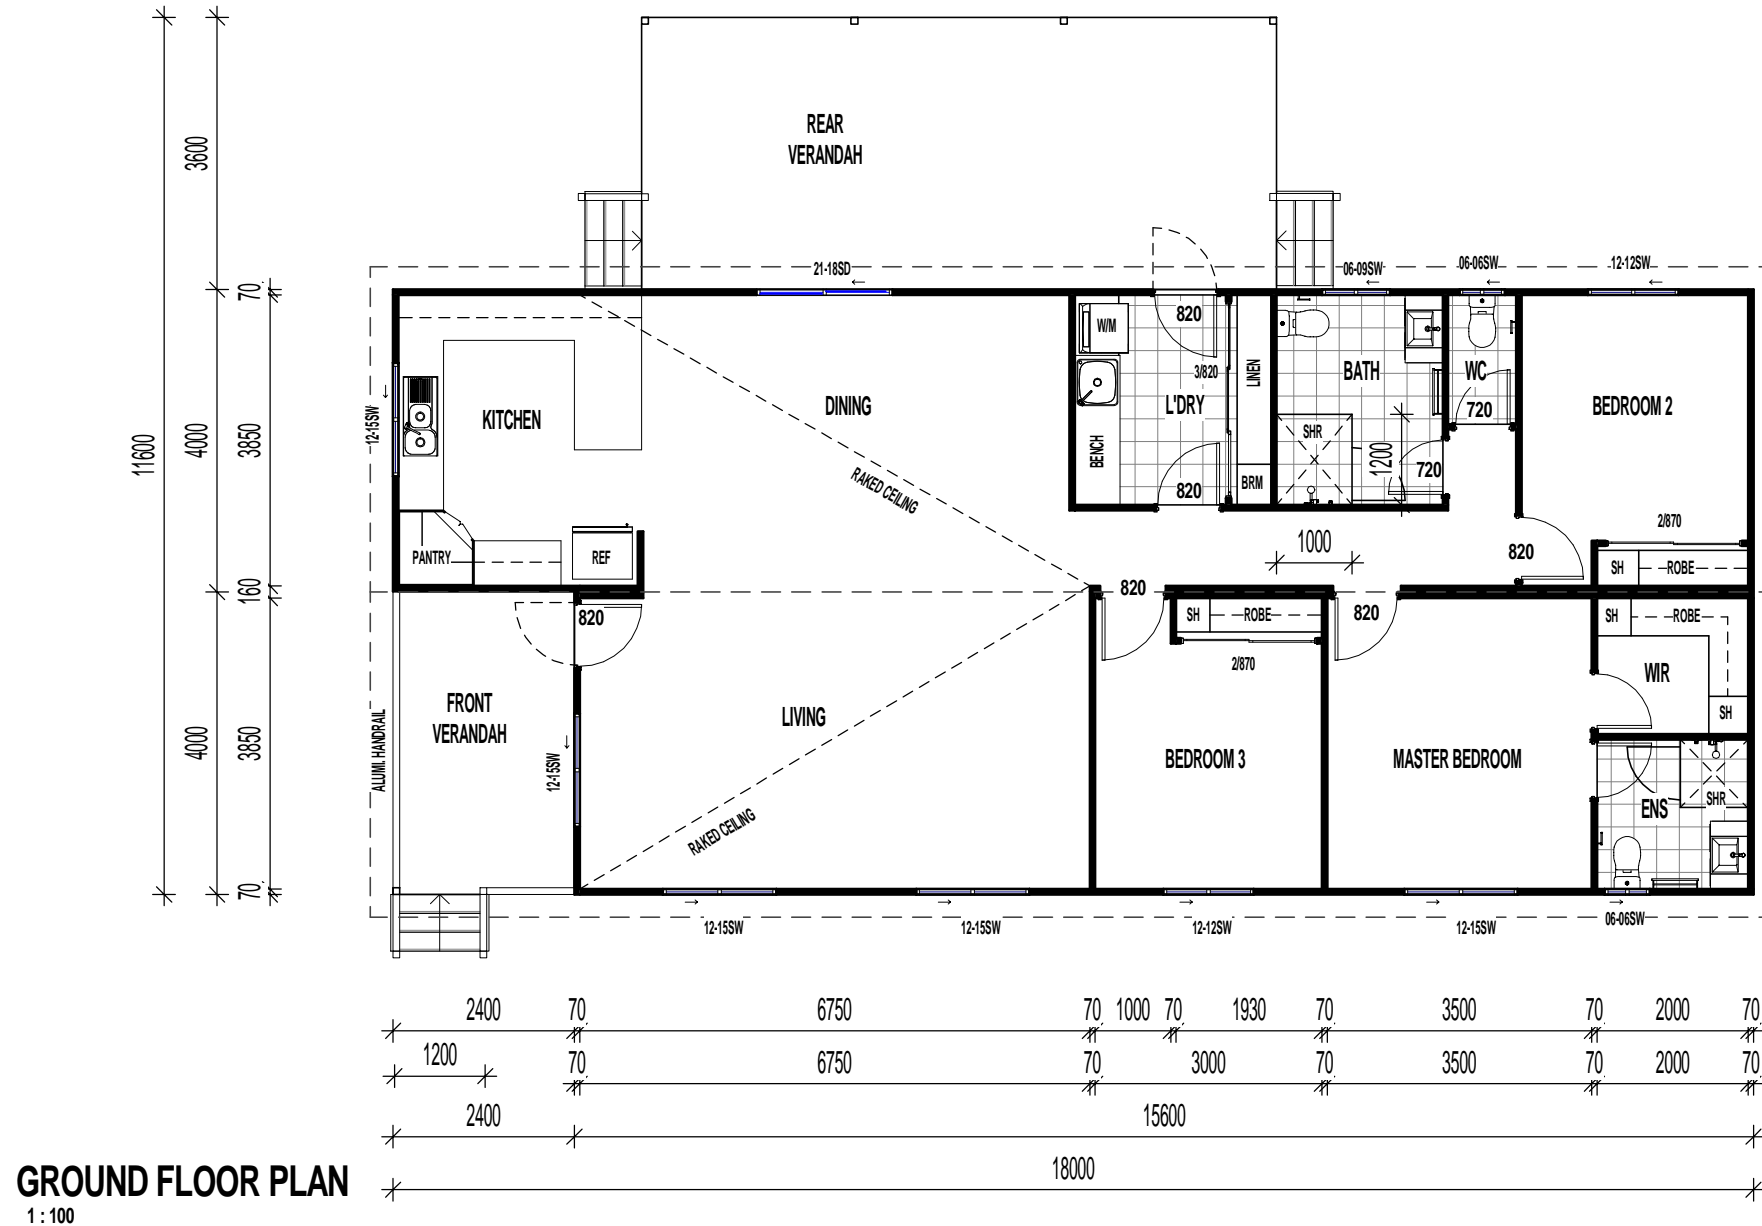 REAR
VERANDAH
3600
11600
4000
4000
70
3850
160
3850
70
21-18SD
06-09SW
06-06SW
12-12SW
12-15SW
KITCHEN
DINING
RAKED CEILING
PANTRY
REF
W/M
820
3/820
LINEN
L'DRY
BENCH
820
BRM
BATH
SHR
1200
720
WC
720
BEDROOM 2
2/870
820
SH
ROBE
1000
820
820
820
SH
ROBE
2/870
SH
ROBE
WIR
SH
FRONT
VERANDAH
ALUMI. HANDRAIL
12-15SW
LIVING
RAKED CEILING
BEDROOM 3
MASTER BEDROOM
ENS
SHR
12-15SW
12-15SW
12-12SW
12-15SW
06-06SW
2400 70 6750 70 1000 70 1930 70 3500 70 2000 70
1200 70 6750 70 3000 70 3500 70 2000 70
2400 15600
18000
GROUND FLOOR PLAN
1 : 100